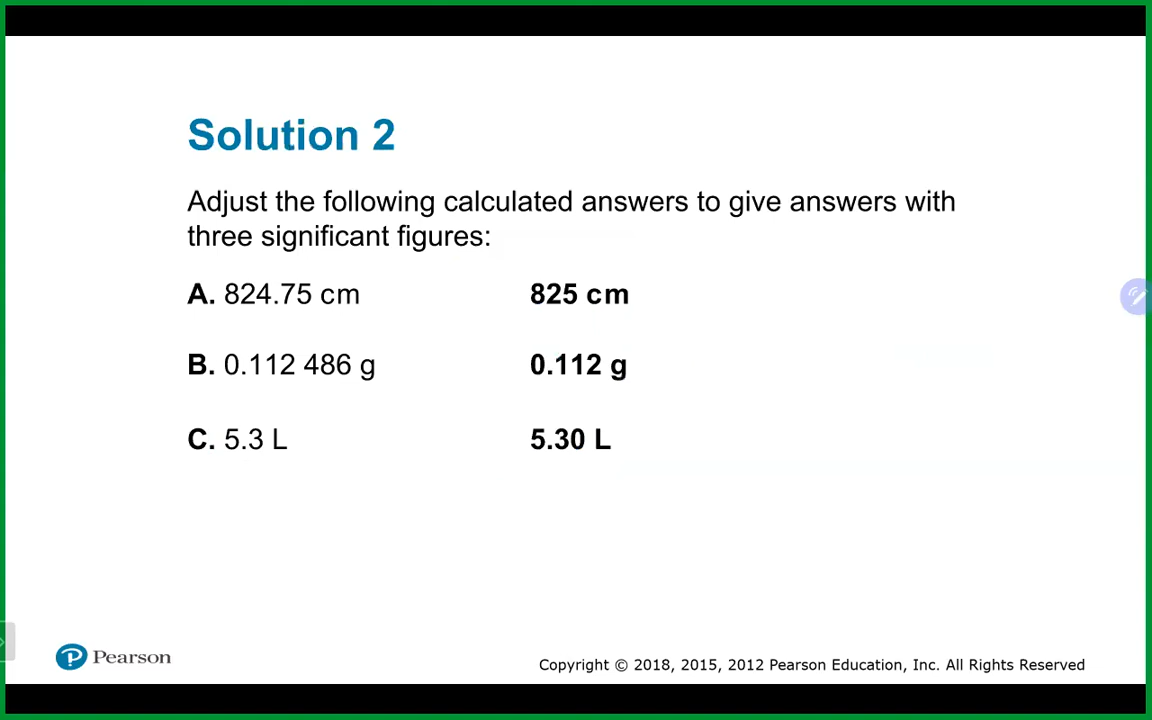 Solution 2
Adjust the following calculated answers to give answers with
three significant figures:
A. 824.75 cm 825 cm
B. 0.112 486 g 0.112 g
C. 5.3 L 5.30 L
Pearson
Copyright © 2018, 2015, 2012 Pearson Education, Inc. All Rights Reserved